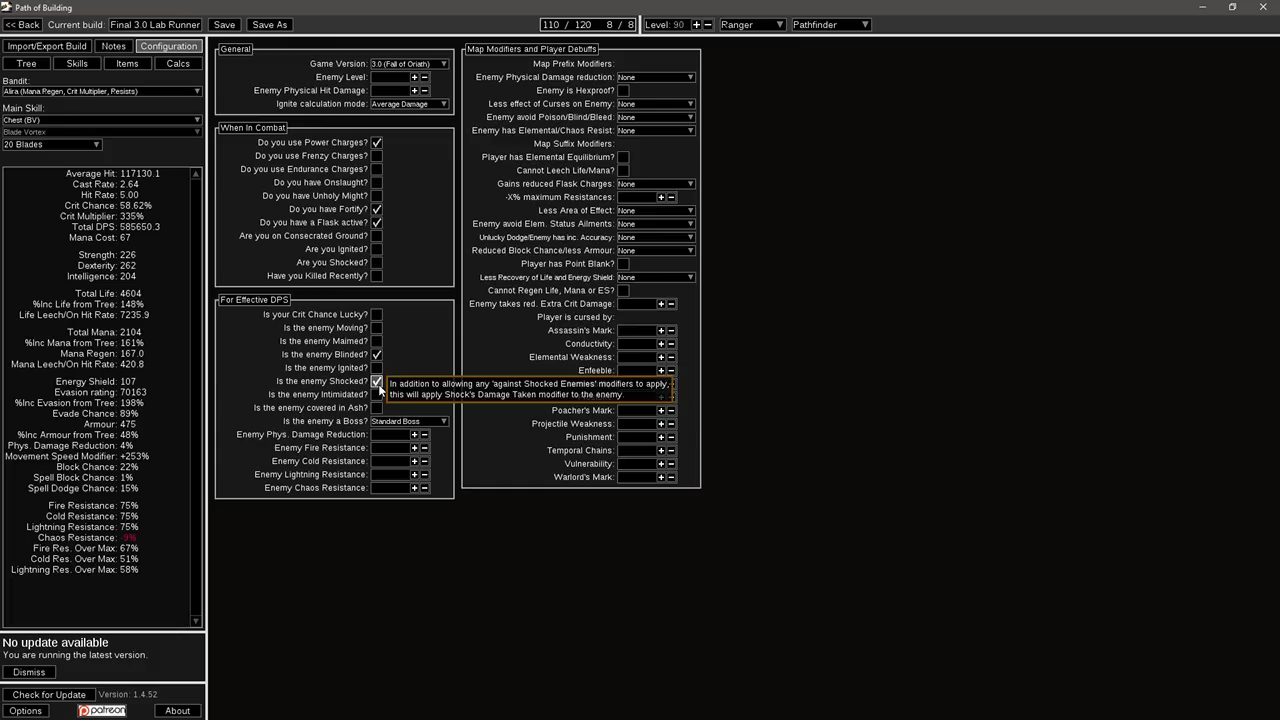 Path of Building
<< Back
Current build: Final 3.0 Lab Runner
Save
Save As
110 / 120 8 / 8
Level: 90
Ranger
Pathfinder
Import/Export Build
Notes
Configuration
Tree
Skills
Items
Calcs
Bandit:
Alira (Mana Regen, Crit Multiplier, Resists)
Main Skill:
Chest (BV)
Blade Vortex
20 Blades
Average Hit: 117130.1
Cast Rate: 2.64
Hit Rate: 5.00
Crit Chance: 58.62%
Crit Multiplier: 335%
Total DPS: 585650.3
Mana Cost: 67
Strength: 226
Dexterity: 262
Intelligence: 204
Total Life: 4604
%Inc Life from Tree: 148%
Life Leech/On Hit Rate: 7235.9
Total Mana: 2104
%Inc Mana from Tree: 161%
Mana Regen: 167.0
Mana Leech/On Hit Rate: 420.8
Energy Shield: 107
Evasion rating: 70163
%Inc Evasion from Tree: 198%
Evade Chance: 89%
Armour: 475
%Inc Armour from Tree: 48%
Phys. Damage Reduction: 4%
Movement Speed Modifier: +253%
Block Chance: 22%
Spell Block Chance: 1%
Spell Dodge Chance: 15%
Fire Resistance: 75%
Cold Resistance: 75%
Lightning Resistance: 75%
Chaos Resistance: -9%
Fire Res. Over Max: 67%
Cold Res. Over Max: 51%
Lightning Res. Over Max: 58%
No update available
You are running the latest version.
Dismiss
Check for Update
Version: 1.4.52
Options
patreon
About
General
Game Version: 3.0 (Fall of Oriath)
Enemy Level:
Enemy Physical Hit Damage:
Ignite calculation mode: Average Damage
When In Combat
Do you use Power Charges?
Do you use Frenzy Charges?
Do you use Endurance Charges?
Do you have Onslaught?
Do you have Unholy Might?
Do you have Fortify?
Do you have a Flask active?
Are you on Consecrated Ground?
Are you Ignited?
Are you Shocked?
Have you Killed Recently?
For Effective DPS
Is your Crit Chance Lucky?
Is the enemy Moving?
Is the enemy Maimed?
Is the enemy Blinded?
Is the enemy Ignited?
Is the enemy Shocked?
Is the enemy Intimidated?
Is the enemy covered in Ash?
Is the enemy a Boss? Standard Boss
Enemy Phys. Damage Reduction:
Enemy Fire Resistance:
Enemy Cold Resistance:
Enemy Lightning Resistance:
Enemy Chaos Resistance:
In addition to allowing any 'against Shocked Enemies' modifiers to apply,
this will apply Shock's Damage Taken modifier to the enemy.
Map Modifiers and Player Debuffs
Map Prefix Modifiers:
Enemy Physical Damage reduction: None
Enemy is Hexproof?
Less effect of Curses on Enemy: None
Enemy avoid Poison/Blind/Bleed: None
Enemy has Elemental/Chaos Resist: None
Map Suffix Modifiers:
Player has Elemental Equilibrium?
Cannot Leech Life/Mana?
Gains reduced Flask Charges: None
-X% maximum Resistances:
Less Area of Effect: None
Enemy avoid Elem. Status Ailments: None
Unlucky Dodge/Enemy has inc. Accuracy: None
Reduced Block Chance/less Armour: None
Player has Point Blank?
Less Recovery of Life and Energy Shield: None
Cannot Regen Life, Mana or ES?
Enemy takes red. Extra Crit Damage:
Player is cursed by:
Assassin's Mark:
Conductivity:
Elemental Weakness:
Enfeeble:
Poacher's Mark:
Projectile Weakness:
Punishment:
Temporal Chains:
Vulnerability:
Warlord's Mark: